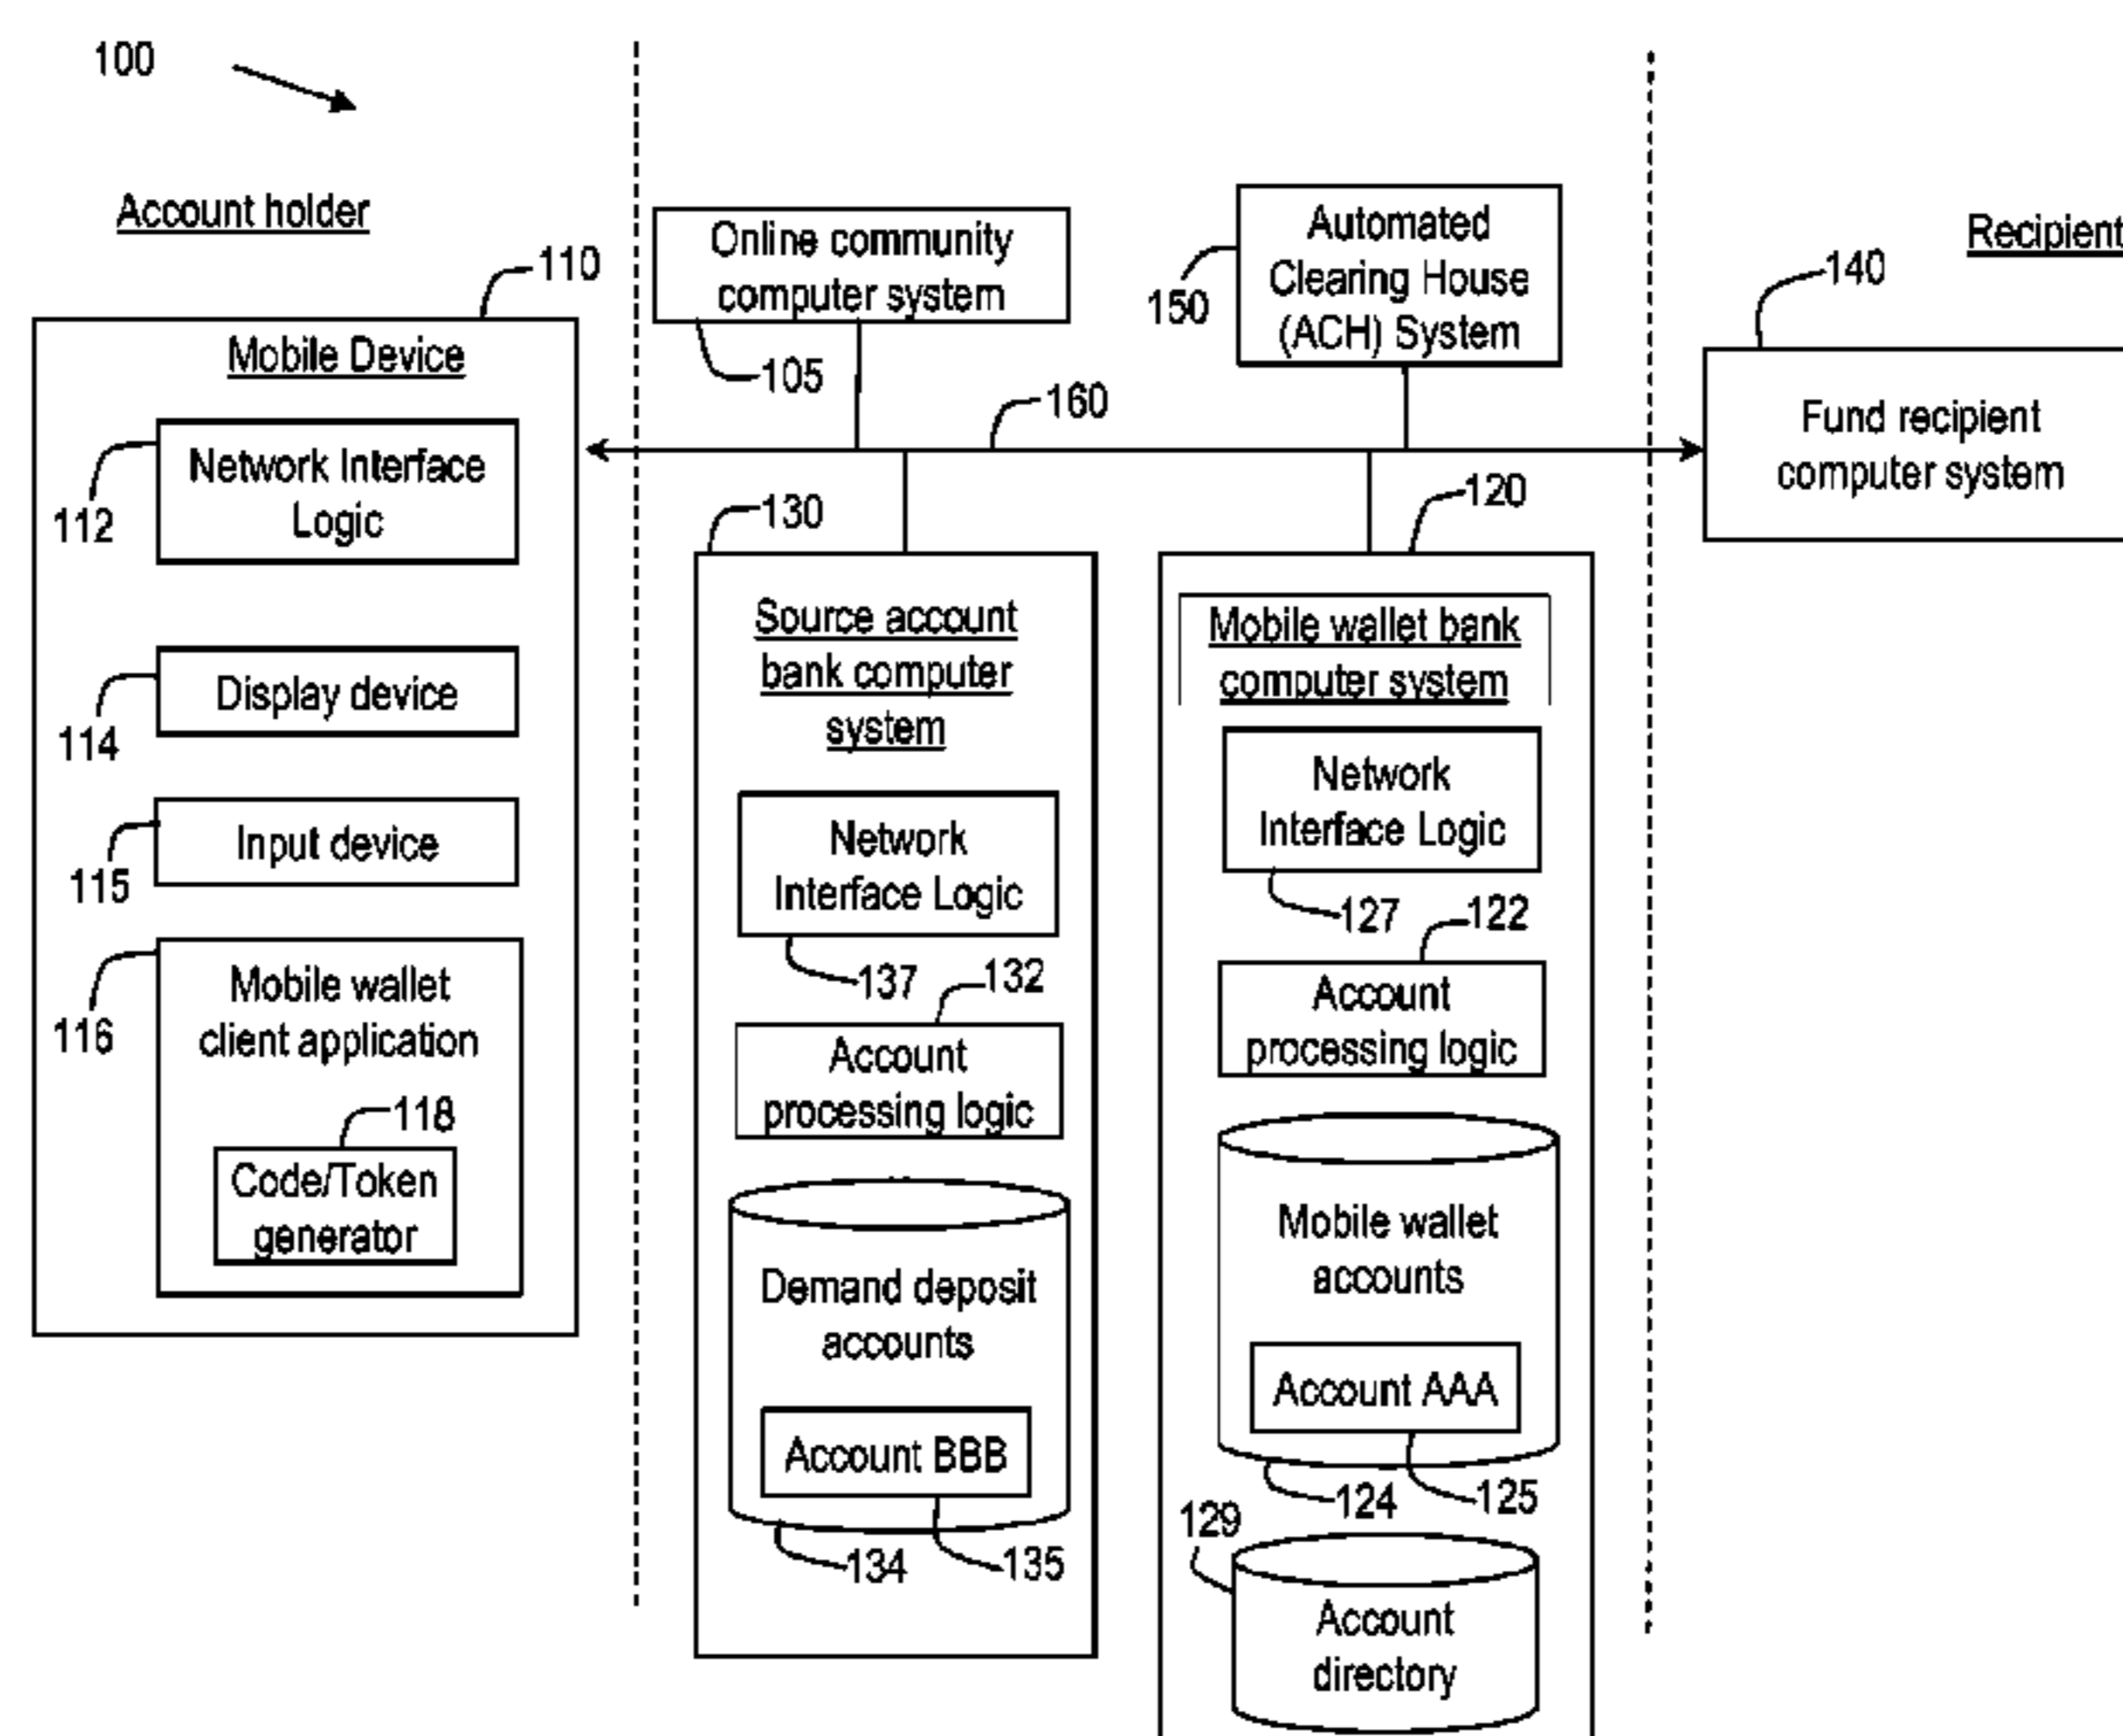 100
Account holder
110
Mobile Device
112
Network Interface
Logic
114
Display device
115
Input device
116
Mobile wallet
client application
118
Code/Token
generator
Online community
computer system
105
160
Automated
Clearing House
(ACH) System
150
130
Source account
bank computer
system
Network
Interface Logic
137
132
Account
processing logic
Demand deposit
accounts
Account BBB
134
135
120
Mobile wallet bank
computer system
Network
Interface Logic
127
122
Account
processing logic
Mobile wallet
accounts
Account AAA
124
125
129
Account
directory
Recipient
140
Fund recipient
computer system